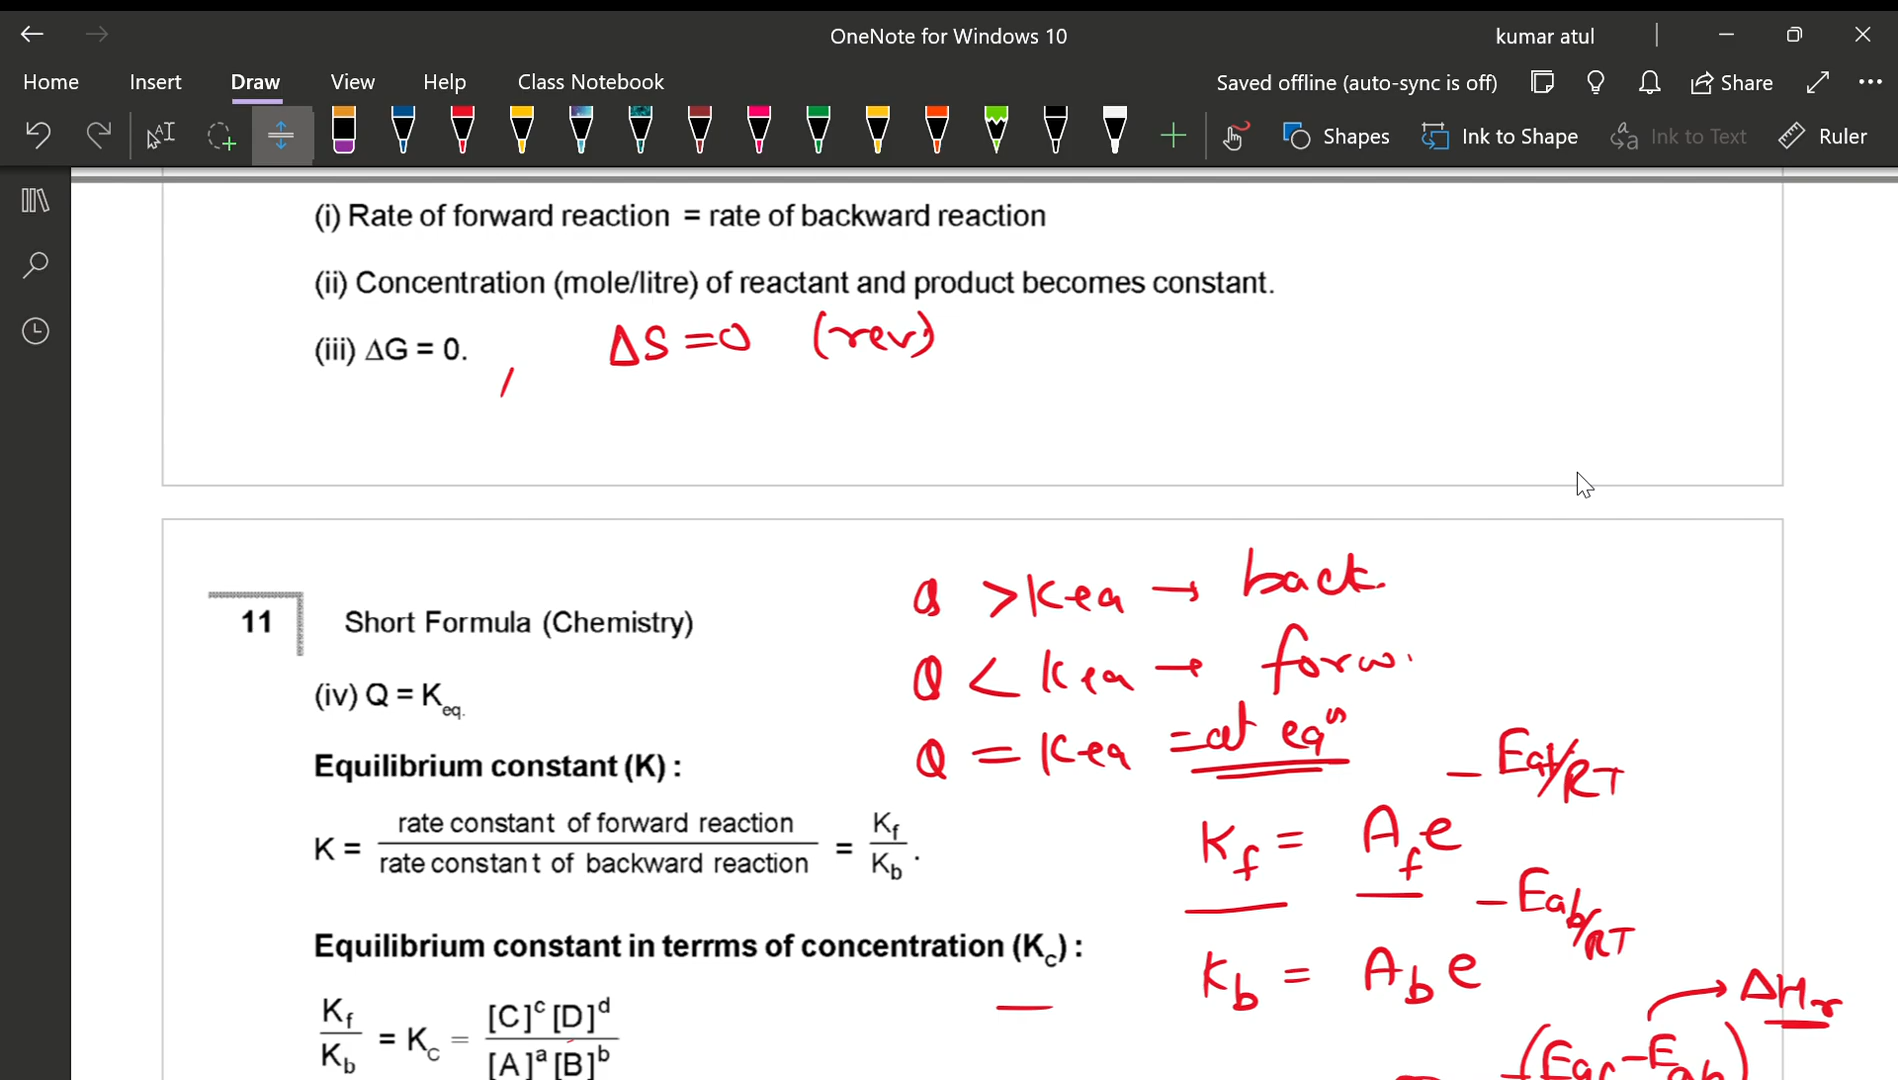 OneNote for Windows 10
kumar atul
Home Insert Draw View Help Class Notebook
Saved offline (auto-sync is off) Share
Shapes Ink to Shape Ink to Text Ruler
(i) Rate of forward reaction = rate of backward reaction
(ii) Concentration (mole/litre) of reactant and product becomes constant.
(iii) ΔG = 0. ΔS = 0 (rev)
11 Short Formula (Chemistry)
Q > Keq → back.
Q < Keq → forw.
(iv) Q = Keq.
Q = Keq = at eqn
Equilibrium constant (K) :
K = rate constant of forward reaction / rate constant of backward reaction = Kf / Kb .
Kf = Af e -Eaf/RT
Kb = Ab e -Eab/RT
Equilibrium constant in terrms of concentration (KC) :
→ ΔHr
Kf / Kb = KC = [C]c [D]d / [A]a [B]b
-(Eaf - Eab)